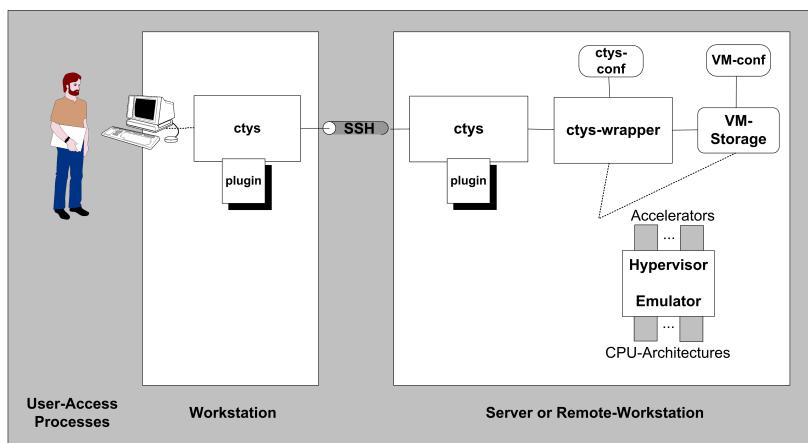 ctys-
conf
VM-conf
ctys
SSH
ctys
ctys-wrapper
VM-
Storage
plugin
plugin
Accelerators
...
Hypervisor
Emulator
...
CPU-Architectures
User-Access
Processes
Workstation
Server or Remote-Workstation